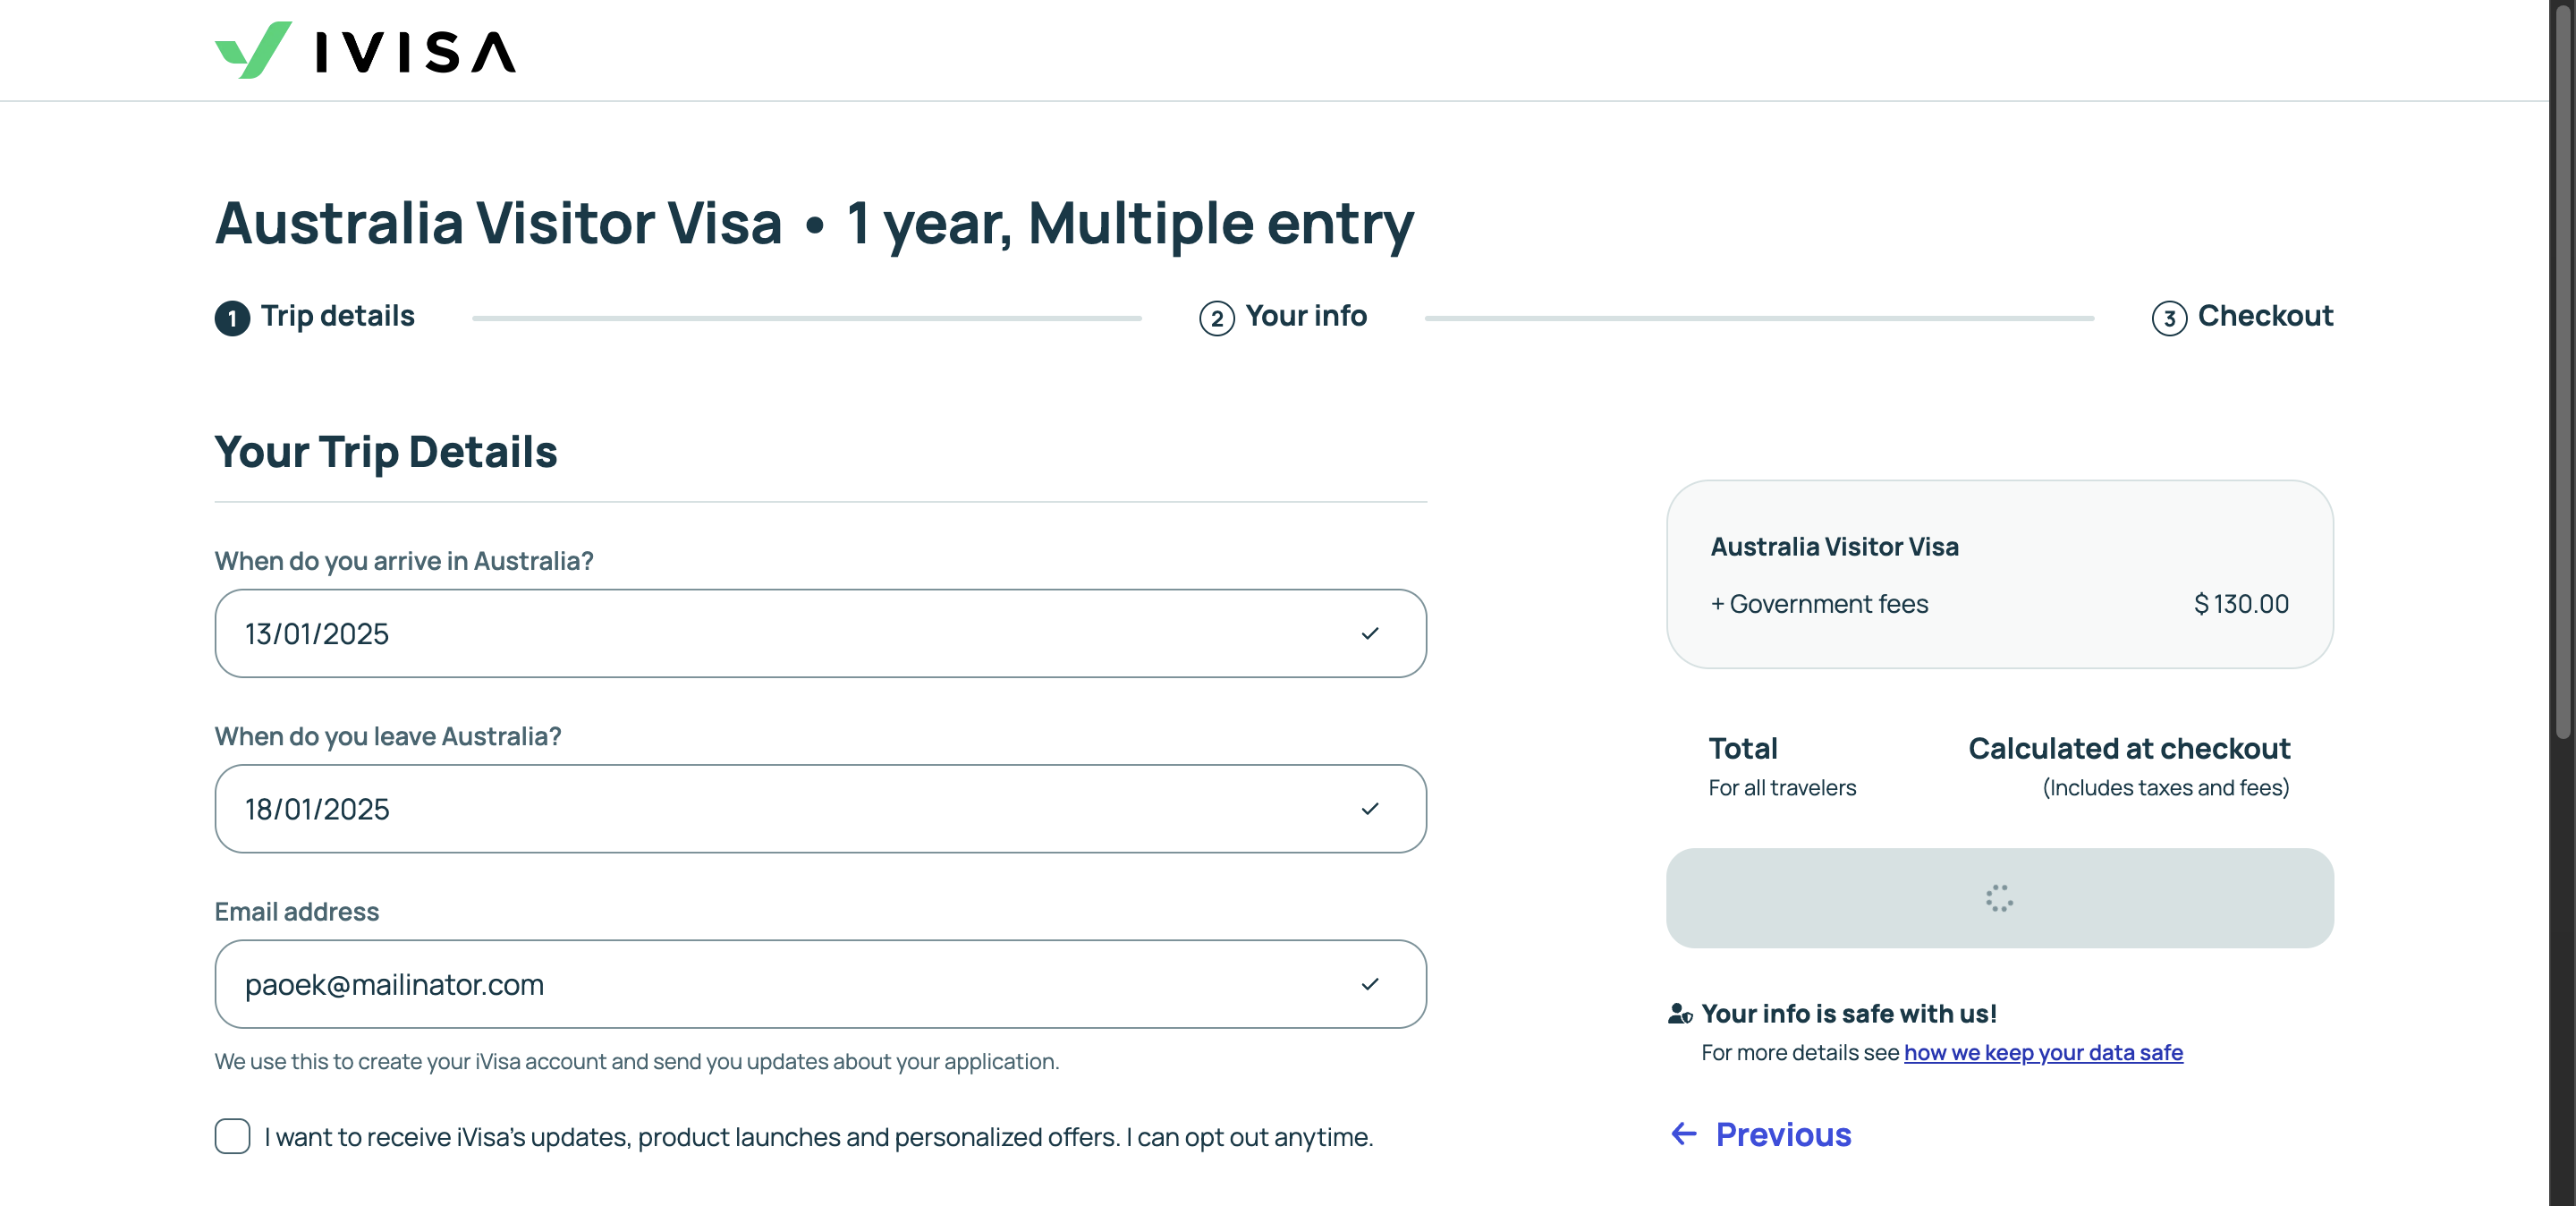 IVISA
Australia Visitor Visa • 1 year, Multiple entry
1 Trip details
2 Your info
3 Checkout
Your Trip Details
When do you arrive in Australia?
13/01/2025
When do you leave Australia?
18/01/2025
Email address
paoek@mailinator.com
We use this to create your iVisa account and send you updates about your application.
I want to receive iVisa's updates, product launches and personalized offers. I can opt out anytime.
Australia Visitor Visa
+ Government fees $ 130.00
Total Calculated at checkout
For all travelers (Includes taxes and fees)
Your info is safe with us!
For more details see how we keep your data safe
← Previous